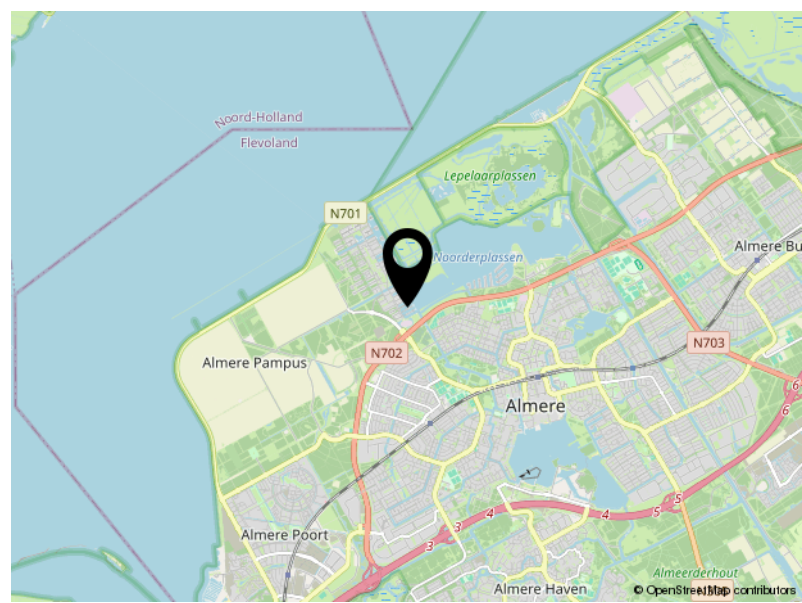 Noord-Holland
Flevoland
Lepelaarplassen
N701
Noorderplassen
Almere Bu
N703
N702
Almere Pampus
6
6
Almere
5
5
4
4
3
3
Almere Poort
Almeerderhout
Almere Haven
© OpenStreetMap contributors